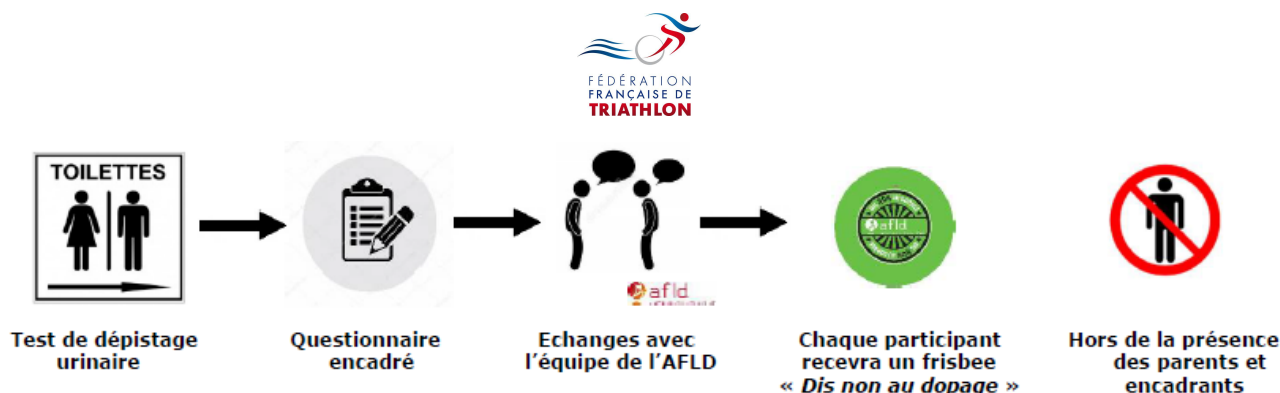 FÉDÉRATION
FRANÇAISE DE
TRIATHLON
TOILETTES
afld
afld
Test de dépistage
urinaire
Questionnaire
encadré
Echanges avec
l'équipe de l'AFLD
Chaque participant
recevra un frisbee
« Dis non au dopage »
Hors de la présence
des parents et
encadrants